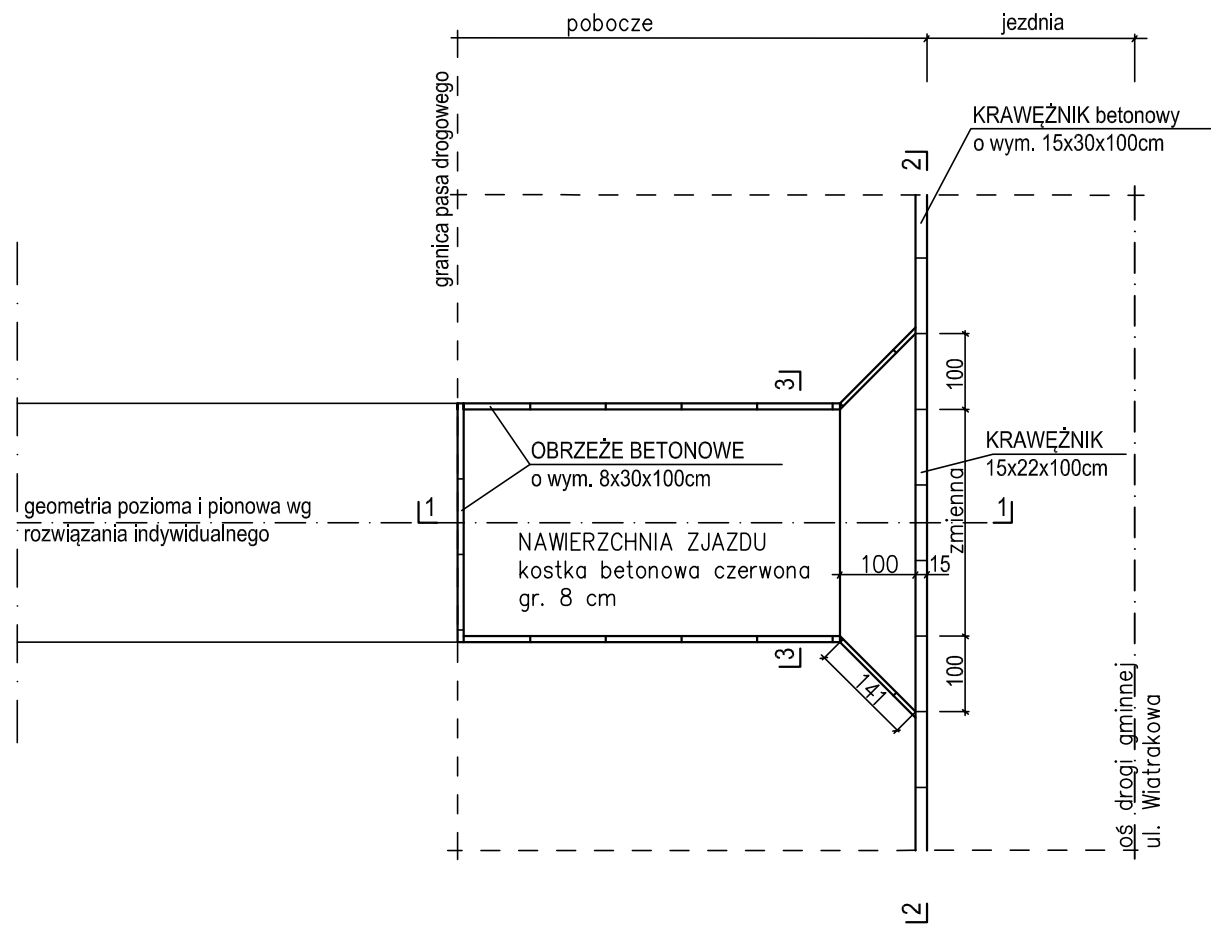 pobocze
jezdnia
granica pasa drogowego
KRAWĘŻNIK betonowy
o wym. 15x30x100cm
2
3
100
OBRZEŻE BETONOWE
o wym. 8x30x100cm
KRAWĘŻNIK
15x22x100cm
geometria pozioma i pionowa wg
rozwiązania indywidualnego
1
1
zmienna
NAWIERZCHNIA ZJAZDU
kostka betonowa czerwona
gr. 8 cm
100
15
3
141
100
oś drogi gminnej
ul. Wiatrakowa
2